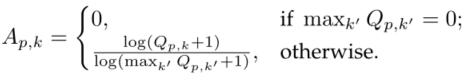 A_{p,k} = \begin{cases} 0, & \text{if } \max_{k'} Q_{p,k'} = 0; \\ \frac{\log(Q_{p,k}+1)}{\log(\max_{k'} Q_{p,k'}+1)}, & \text{otherwise.} \end{cases}